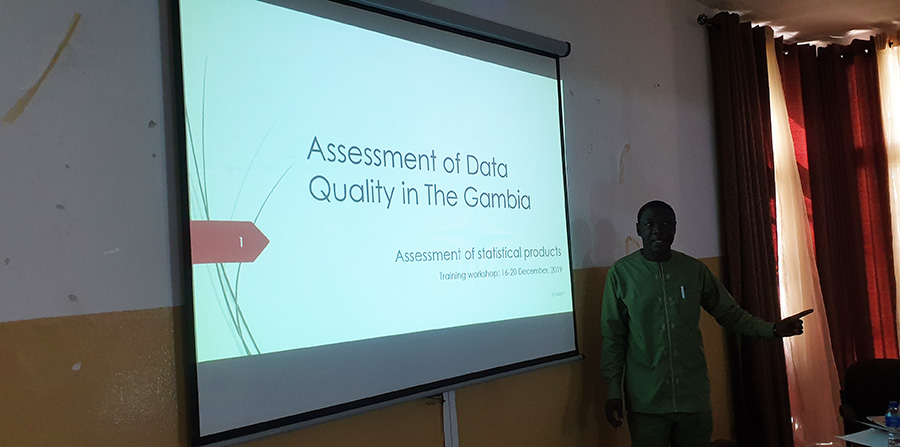 Assessment of Data
Quality in The Gambia
1
Assessment of statistical products
Training workshop: 16-20 December, 2019